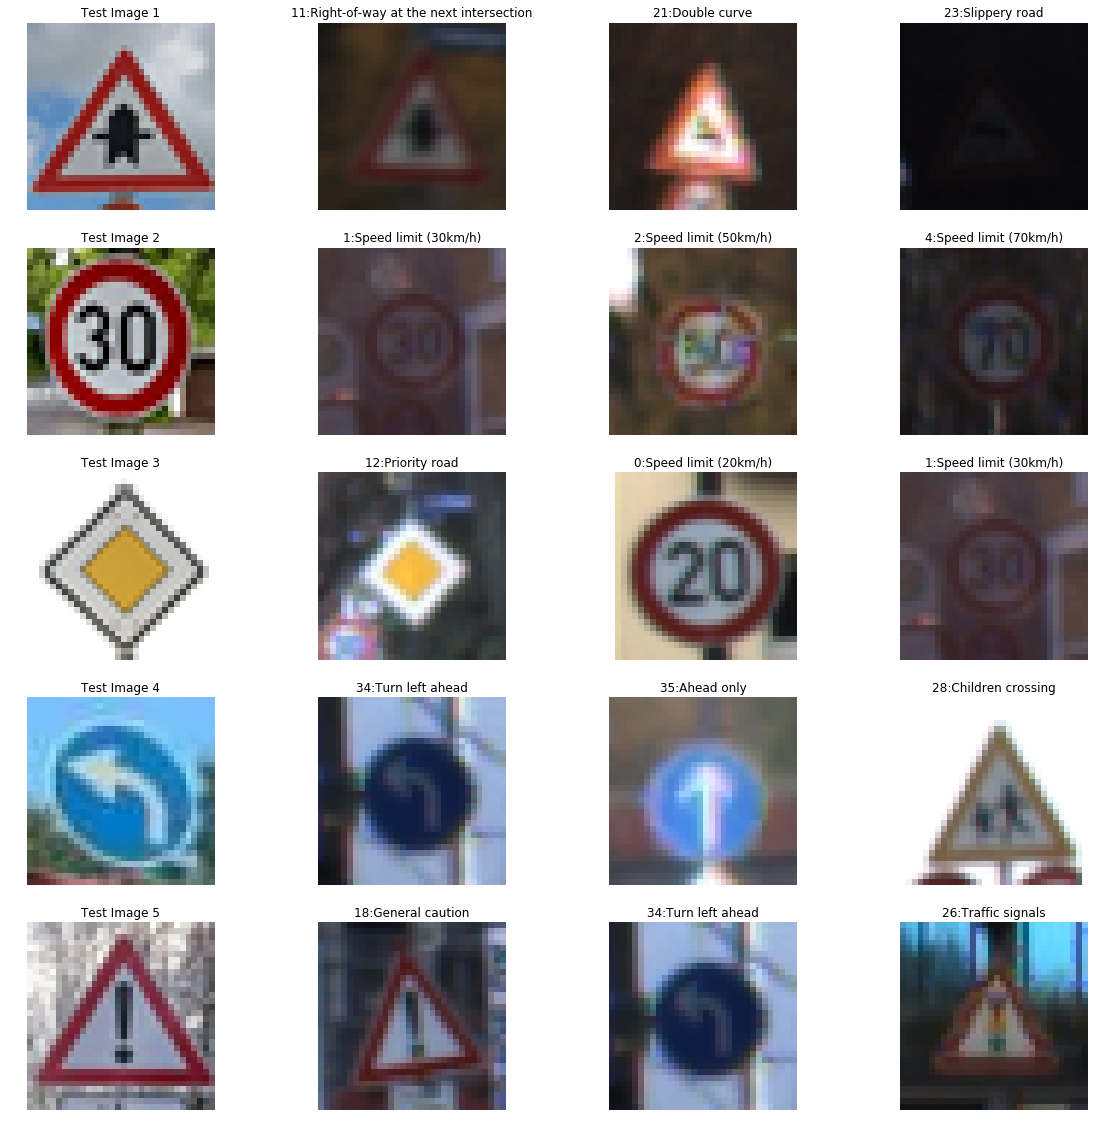 Test Image 1
11:Right-of-way at the next intersection
21:Double curve
23:Slippery road
Test Image 2
1:Speed limit (30km/h)
2:Speed limit (50km/h)
4:Speed limit (70km/h)
30
30
70
Test Image 3
12:Priority road
0:Speed limit (20km/h)
1:Speed limit (30km/h)
20
30
Test Image 4
34:Turn left ahead
35:Ahead only
28:Children crossing
Test Image 5
18:General caution
34:Turn left ahead
26:Traffic signals
!
!